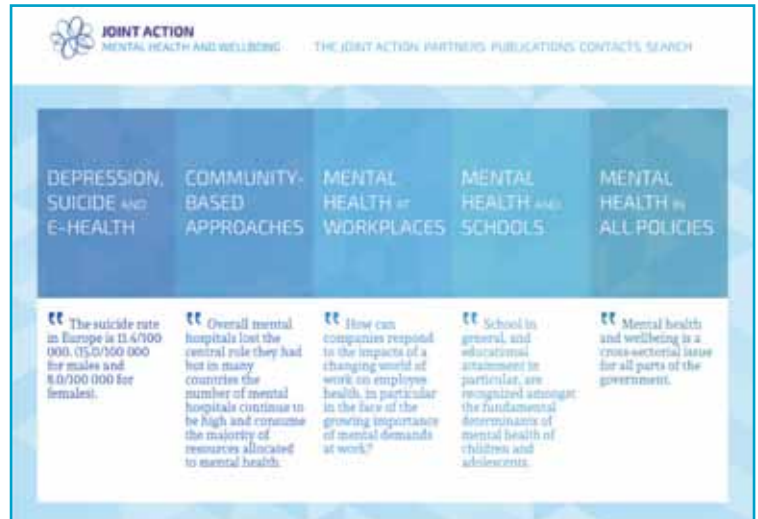 JOINT ACTION
MENTAL HEALTH AND WELLBEING
THE JOINT ACTION PARTNERS PUBLICATIONS CONTACTS SEARCH
DEPRESSION,
SUICIDE AND
E-HEALTH
COMMUNITY-
BASED
APPROACHES
MENTAL
HEALTH AT
WORKPLACES
MENTAL
HEALTH AND
SCHOOLS
MENTAL
HEALTH IN
ALL POLICIES
“ The suicide rate
in Europe is 11.4/100
000. (15.0/100 000
for males and
8.0/100 000 for
females).
“ Overall mental
hospitals lost the
central role they had
but in many
countries the
number of mental
hospitals continue to
be high and consume
the majority of
resources allocated
to mental health.
“ How can
companies respond
to the impacts of a
changing world of
work on employee
health, in particular
in the face of the
growing importance
of mental demands
at work?
“ School in
general, and
educational
attainment in
particular, are
recognized amongst
the fundamental
determinants of
mental health of
children and
adolescents.
“ Mental health
and wellbeing is a
cross-sectorial issue
for all parts of the
government.